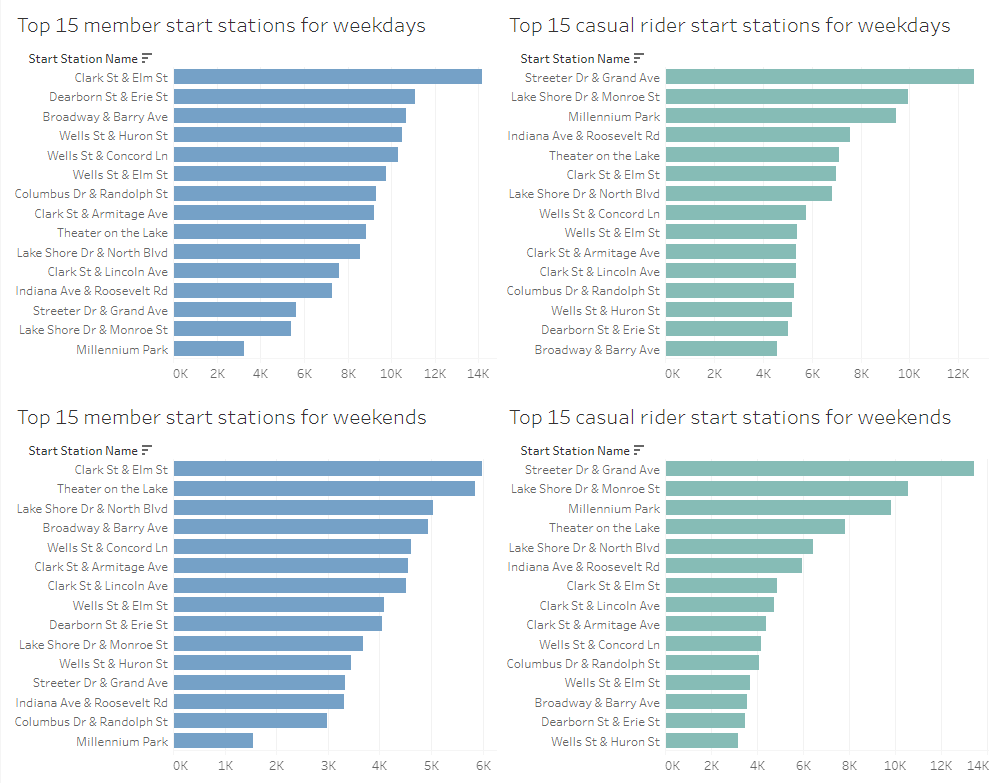 Top 15 member start stations for weekdays
Start Station Name
Clark St & Elm St
Dearborn St & Erie St
Broadway & Barry Ave
Wells St & Huron St
Wells St & Concord Ln
Wells St & Elm St
Columbus Dr & Randolph St
Clark St & Armitage Ave
Theater on the Lake
Lake Shore Dr & North Blvd
Clark St & Lincoln Ave
Indiana Ave & Roosevelt Rd
Streeter Dr & Grand Ave
Lake Shore Dr & Monroe St
Millennium Park
0K 2K 4K 6K 8K 10K 12K 14K
Top 15 casual rider start stations for weekdays
Start Station Name
Streeter Dr & Grand Ave
Lake Shore Dr & Monroe St
Millennium Park
Indiana Ave & Roosevelt Rd
Theater on the Lake
Clark St & Elm St
Lake Shore Dr & North Blvd
Wells St & Concord Ln
Wells St & Elm St
Clark St & Armitage Ave
Clark St & Lincoln Ave
Columbus Dr & Randolph St
Wells St & Huron St
Dearborn St & Erie St
Broadway & Barry Ave
0K 2K 4K 6K 8K 10K 12K
Top 15 member start stations for weekends
Start Station Name
Clark St & Elm St
Theater on the Lake
Lake Shore Dr & North Blvd
Broadway & Barry Ave
Wells St & Concord Ln
Clark St & Armitage Ave
Clark St & Lincoln Ave
Wells St & Elm St
Dearborn St & Erie St
Lake Shore Dr & Monroe St
Wells St & Huron St
Streeter Dr & Grand Ave
Indiana Ave & Roosevelt Rd
Columbus Dr & Randolph St
Millennium Park
0K 1K 2K 3K 4K 5K 6K
Top 15 casual rider start stations for weekends
Start Station Name
Streeter Dr & Grand Ave
Lake Shore Dr & Monroe St
Millennium Park
Theater on the Lake
Lake Shore Dr & North Blvd
Indiana Ave & Roosevelt Rd
Clark St & Elm St
Clark St & Lincoln Ave
Clark St & Armitage Ave
Wells St & Concord Ln
Columbus Dr & Randolph St
Wells St & Elm St
Broadway & Barry Ave
Dearborn St & Erie St
Wells St & Huron St
0K 2K 4K 6K 8K 10K 12K 14K